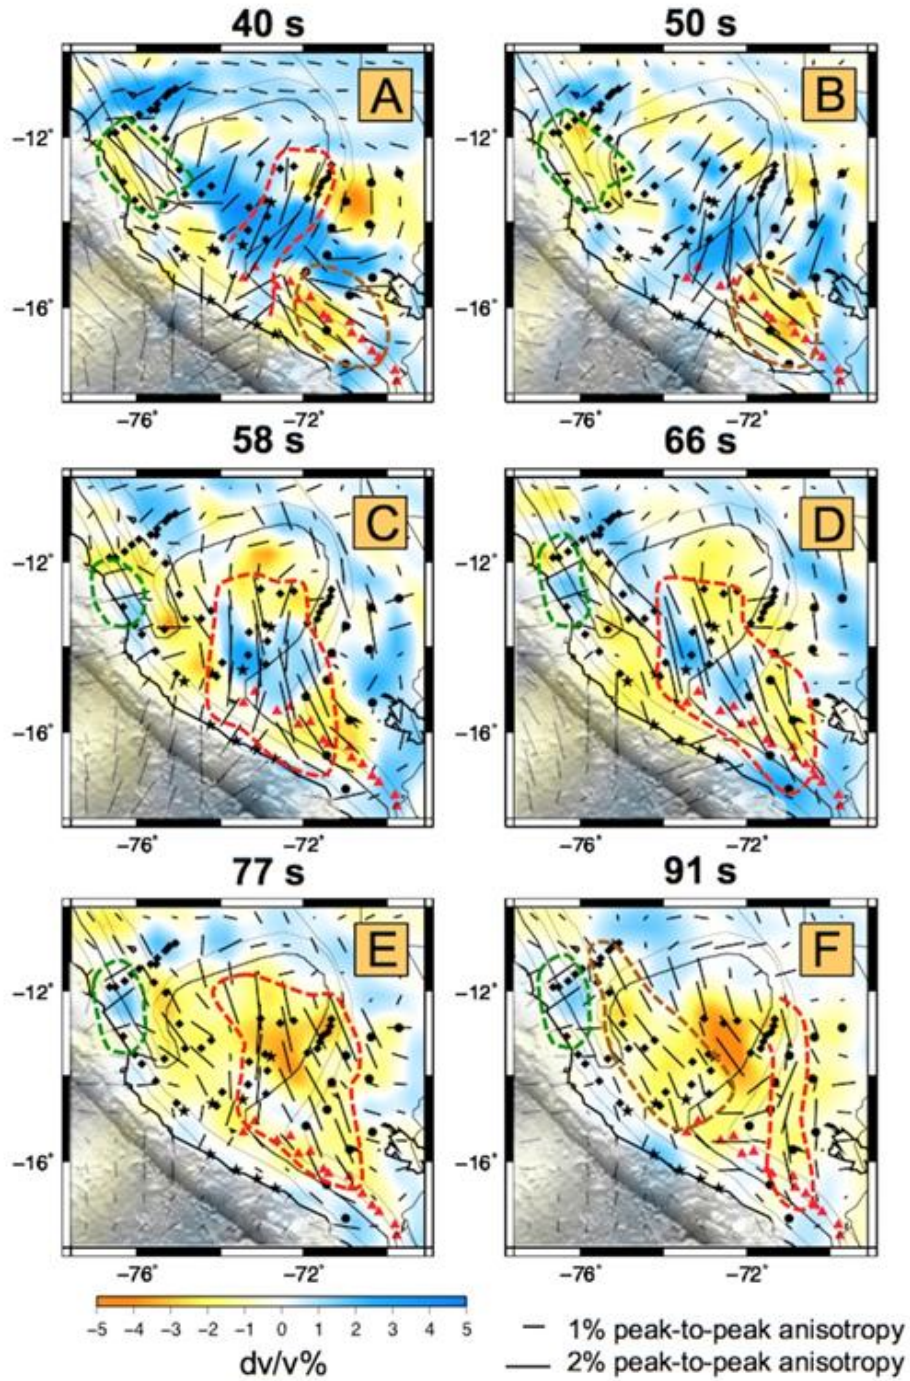 40 s 50 s
A B
−12° −12°
−16° −16°
−76° −72° −76° −72°
58 s 66 s
C D
−12° −12°
−16° −16°
−76° −72° −76° −72°
77 s 91 s
E F
−12° −12°
−16° −16°
−76° −72° −76° −72°
−5 −4 −3 −2 −1 0 1 2 3 4 5
dv/v%
1% peak-to-peak anisotropy
2% peak-to-peak anisotropy